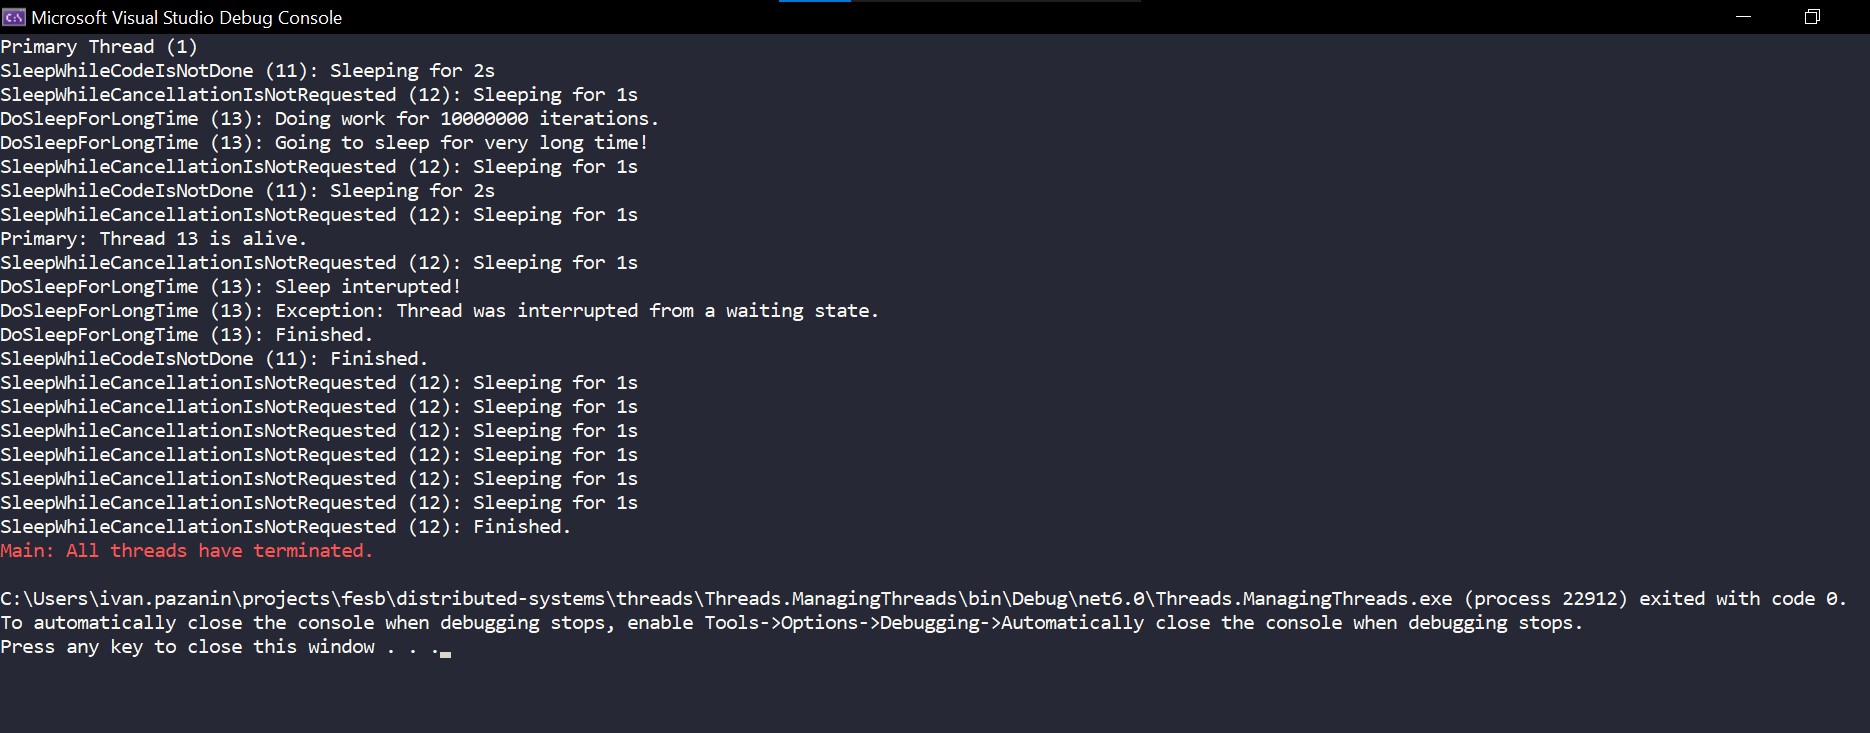 Microsoft Visual Studio Debug Console
Primary Thread (1)
SleepWhileCodeIsNotDone (11): Sleeping for 2s
SleepWhileCancellationIsNotRequested (12): Sleeping for 1s
DoSleepForLongTime (13): Doing work for 10000000 iterations.
DoSleepForLongTime (13): Going to sleep for very long time!
SleepWhileCancellationIsNotRequested (12): Sleeping for 1s
SleepWhileCodeIsNotDone (11): Sleeping for 2s
SleepWhileCancellationIsNotRequested (12): Sleeping for 1s
Primary: Thread 13 is alive.
SleepWhileCancellationIsNotRequested (12): Sleeping for 1s
DoSleepForLongTime (13): Sleep interupted!
DoSleepForLongTime (13): Exception: Thread was interrupted from a waiting state.
DoSleepForLongTime (13): Finished.
SleepWhileCodeIsNotDone (11): Finished.
SleepWhileCancellationIsNotRequested (12): Sleeping for 1s
SleepWhileCancellationIsNotRequested (12): Sleeping for 1s
SleepWhileCancellationIsNotRequested (12): Sleeping for 1s
SleepWhileCancellationIsNotRequested (12): Sleeping for 1s
SleepWhileCancellationIsNotRequested (12): Sleeping for 1s
SleepWhileCancellationIsNotRequested (12): Sleeping for 1s
SleepWhileCancellationIsNotRequested (12): Finished.
Main: All threads have terminated.
C:\Users\ivan.pazanin\projects\fesb\distributed-systems\threads\Threads.ManagingThreads\bin\Debug\net6.0\Threads.ManagingThreads.exe (process 22912) exited with code 0.
To automatically close the console when debugging stops, enable Tools->Options->Debugging->Automatically close the console when debugging stops.
Press any key to close this window . . .